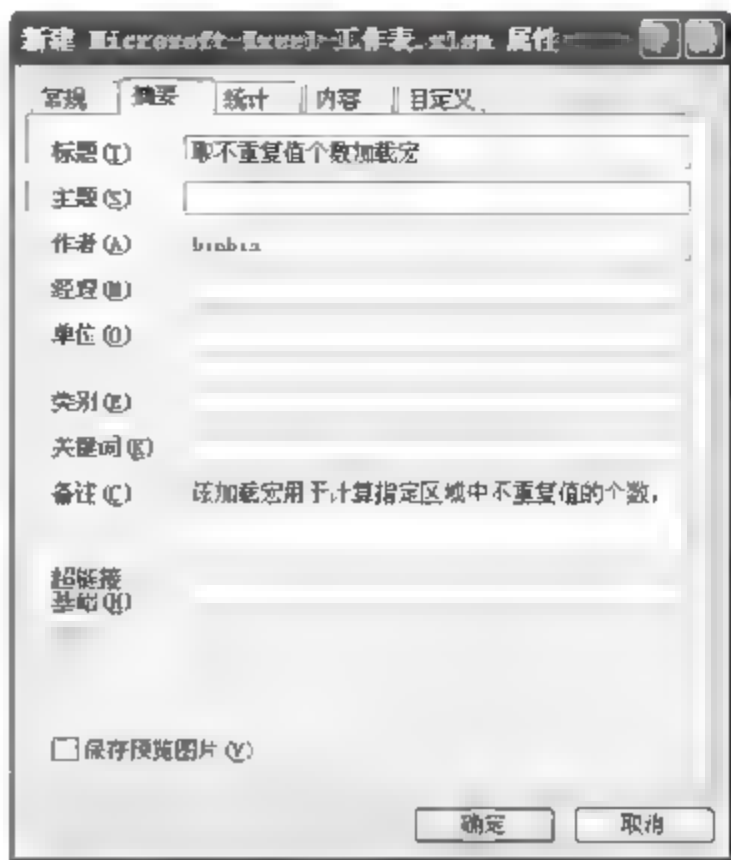 新建 Microsoft Excel 工作表.xlsm 属性
常规 摘要 统计 内容 自定义
标题(T) 取不重复值个数加载宏
主题(S)
作者(A) binbin
经理(M)
单位(O)
类别(E)
关键词(K)
备注(C) 该加载宏用于计算指定区域中不重复值的个数,
超链接
基础(H)
保存预览图片(V)
确定 取消